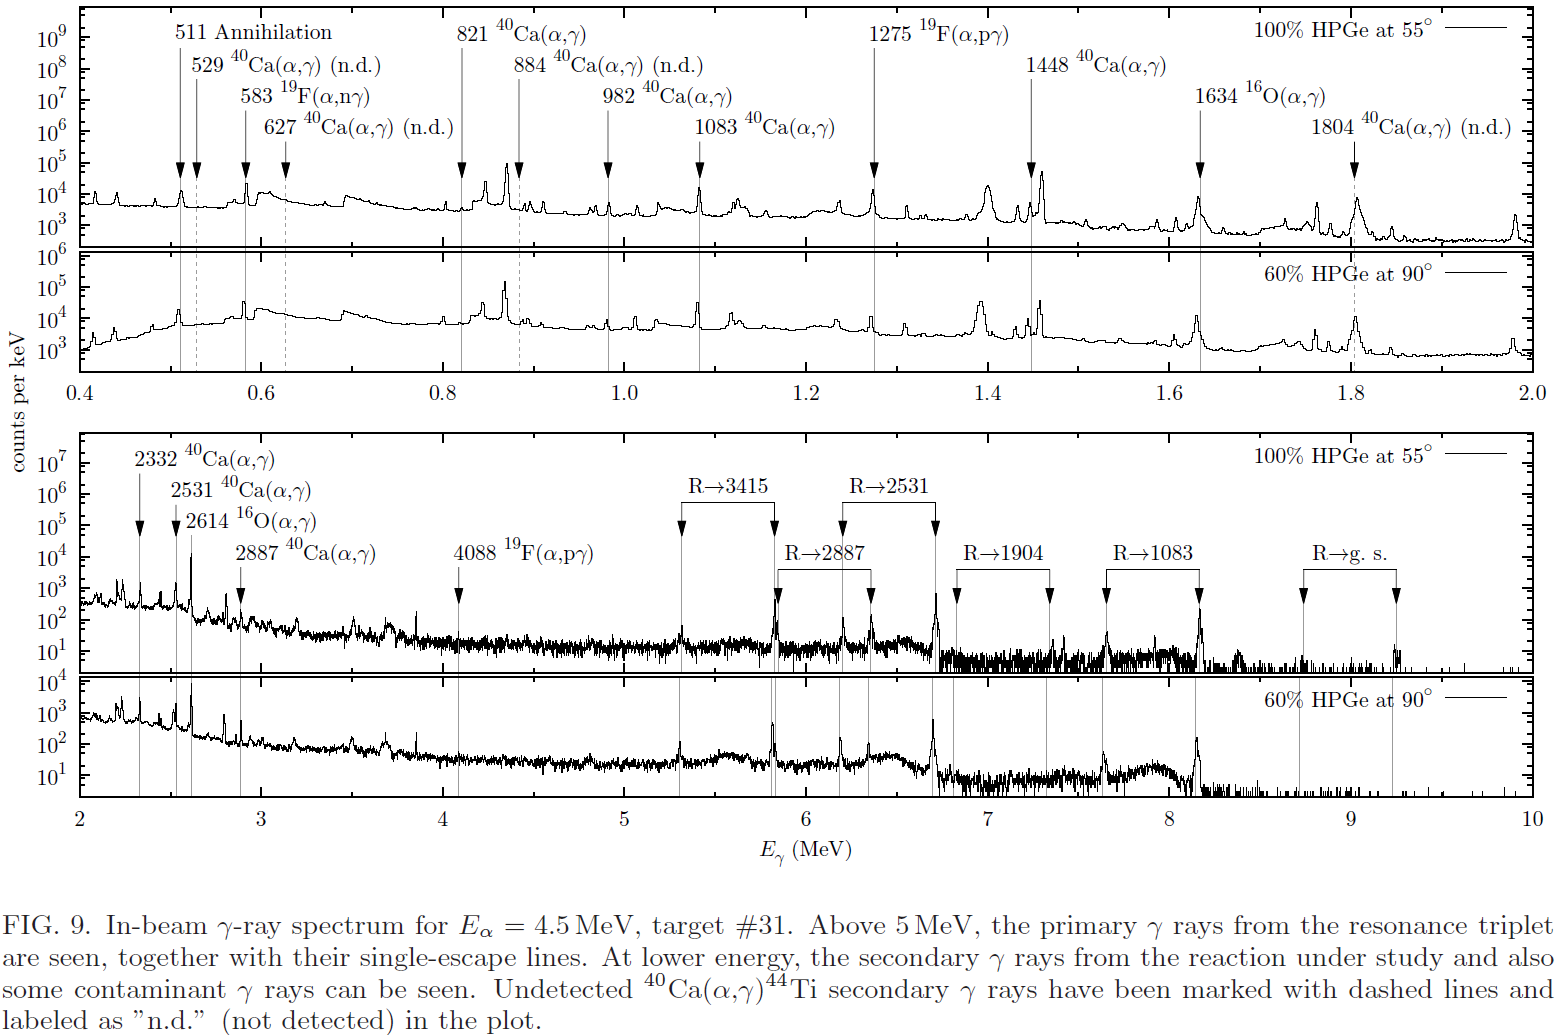 511 Annihilation
821 ⁴⁰Ca(α,γ)
1275 ¹⁹F(α,pγ)
100% HPGe at 55°
529 ⁴⁰Ca(α,γ) (n.d.)
884 ⁴⁰Ca(α,γ) (n.d.)
1448 ⁴⁰Ca(α,γ)
583 ¹⁹F(α,nγ)
982 ⁴⁰Ca(α,γ)
1634 ¹⁶O(α,γ)
627 ⁴⁰Ca(α,γ) (n.d.)
1083 ⁴⁰Ca(α,γ)
1804 ⁴⁰Ca(α,γ) (n.d.)
10⁹
10⁸
10⁷
10⁶
10⁵
10⁴
10³
10⁶
60% HPGe at 90°
10⁶
10⁵
10⁴
10³
0.4 0.6 0.8 1.0 1.2 1.4 1.6 1.8 2.0
counts per keV
2332 ⁴⁰Ca(α,γ)
100% HPGe at 55°
2531 ⁴⁰Ca(α,γ)
R→3415
R→2531
2614 ¹⁶O(α,γ)
2887 ⁴⁰Ca(α,γ)
4088 ¹⁹F(α,pγ)
R→2887
R→1904
R→1083
R→g. s.
10⁷
10⁶
10⁵
10⁴
10³
10²
10¹
10⁴
60% HPGe at 90°
10³
10²
10¹
2 3 4 5 6 7 8 9 10
Eγ (MeV)
FIG. 9. In-beam γ-ray spectrum for Eα = 4.5 MeV, target #31. Above 5 MeV, the primary γ rays from the resonance triplet
are seen, together with their single-escape lines. At lower energy, the secondary γ rays from the reaction under study and also
some contaminant γ rays can be seen. Undetected ⁴⁰Ca(α,γ)⁴⁴Ti secondary γ rays have been marked with dashed lines and
labeled as ”n.d.” (not detected) in the plot.